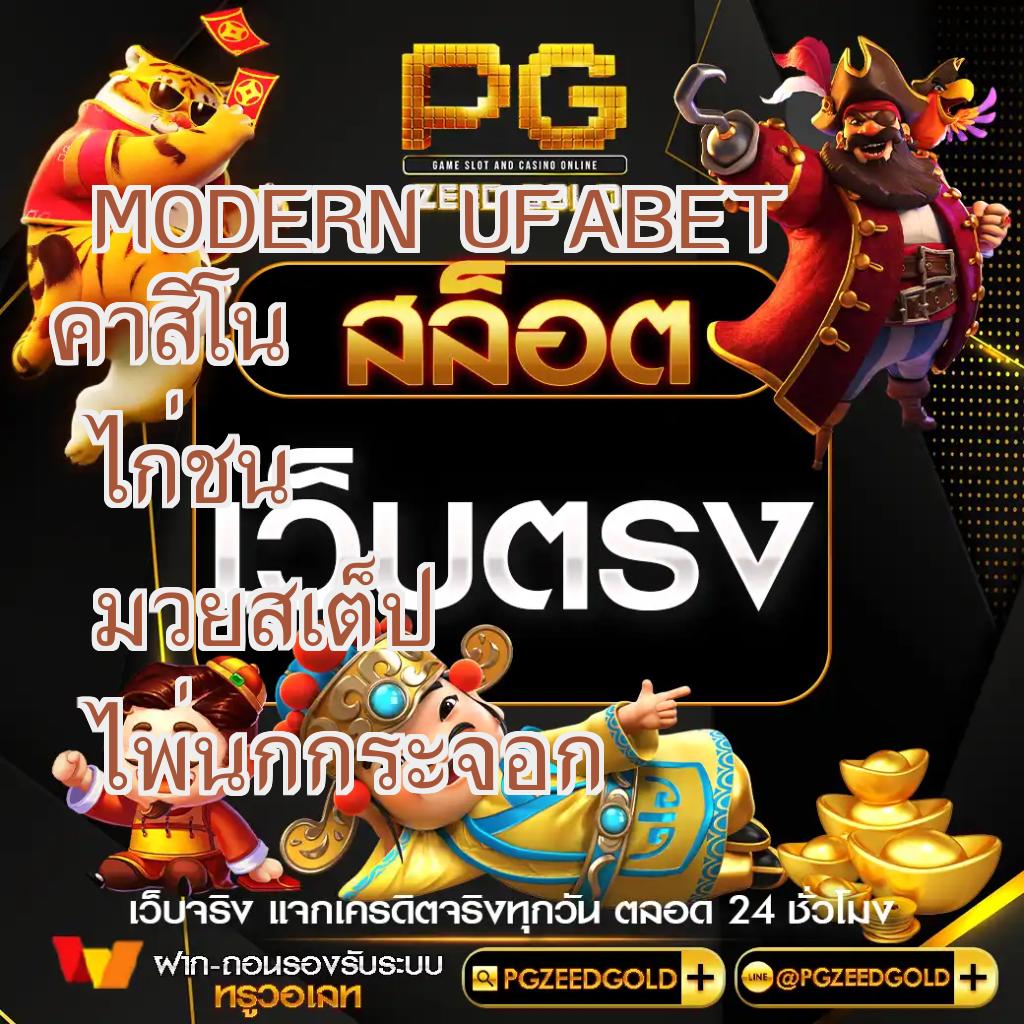 PG
GAME SLOT AND CASINO ONLINE
ZEEDGOLD
MODERN UFABET
คาสิโน
สล็อต
ไก่ชน
เว็บตรง
มวยสเต็ป
ไพ่นกกระจอก
เว็บจริง แจกเครดิตจริงทุกวัน ตลอด 24 ชั่วโมง
ฝาก-ถอนรองรับระบบ
ทรูวอเลท
PGZEEDGOLD +
LINE @PGZEEDGOLD +